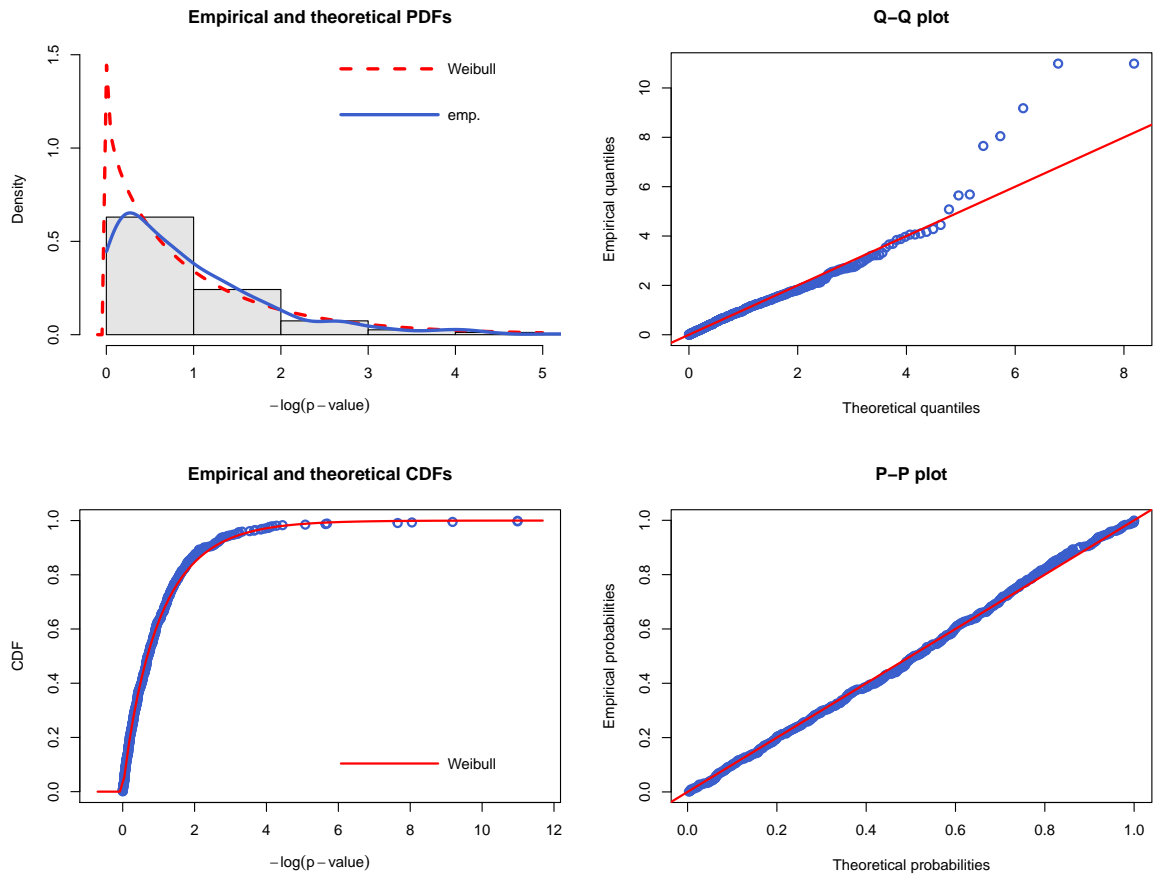 Empirical and theoretical PDFs
Density
0.0 0.5 1.0 1.5
Weibull
emp.
0 1 2 3 4 5
−log(p−value)
Q−Q plot
Empirical quantiles
0 2 4 6 8 10
0 2 4 6 8
Theoretical quantiles
Empirical and theoretical CDFs
CDF
0.0 0.2 0.4 0.6 0.8 1.0
Weibull
0 2 4 6 8 10 12
−log(p−value)
P−P plot
Empirical probabilities
0.0 0.2 0.4 0.6 0.8 1.0
0.0 0.2 0.4 0.6 0.8 1.0
Theoretical probabilities